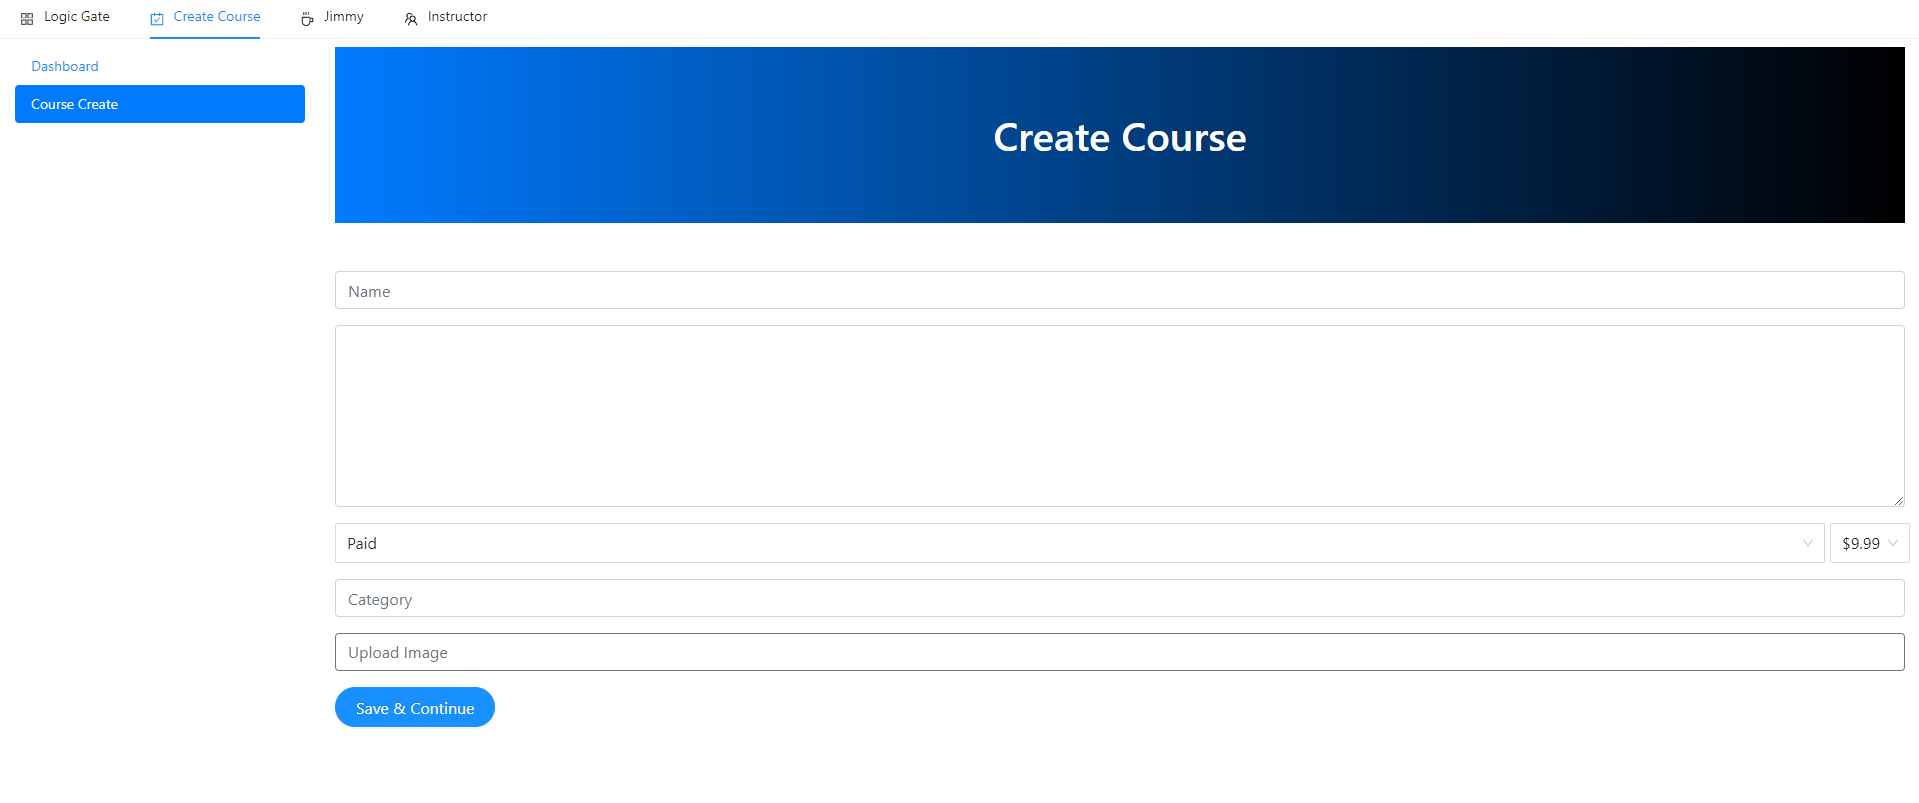 Logic Gate
Create Course
Jimmy
Instructor
Dashboard
Course Create
Create Course
Name
Paid
$9.99
Category
Upload Image
Save & Continue